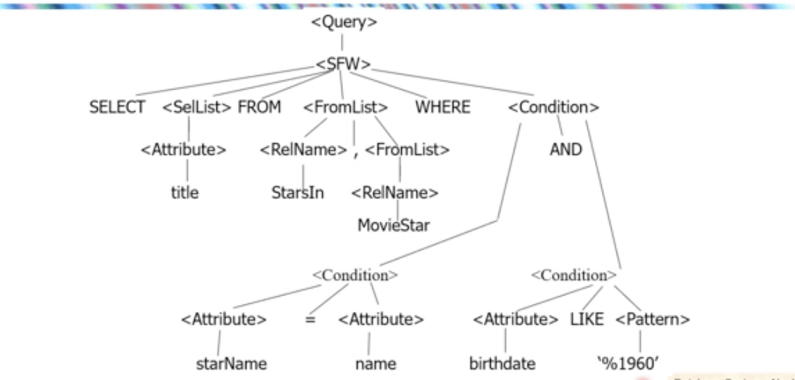 <Query>
<SFW>
SELECT <SelList> FROM <FromList> WHERE <Condition>
<Attribute> <RelName> , <FromList> AND
title StarsIn <RelName>
MovieStar
<Condition> <Condition>
<Attribute> = <Attribute> <Attribute> LIKE <Pattern>
starName name birthdate ‘%1960’